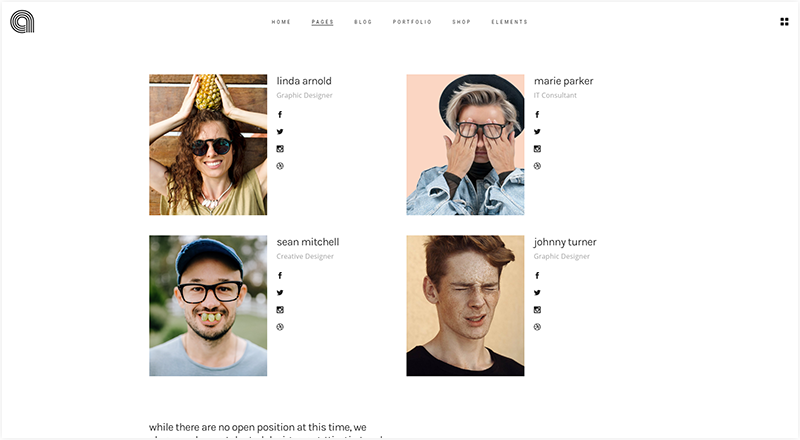 HOME PAGES BLOG PORTFOLIO SHOP ELEMENTS
linda arnold
Graphic Designer
marie parker
IT Consultant
sean mitchell
Creative Designer
johnny turner
Graphic Designer
while there are no open position at this time, we